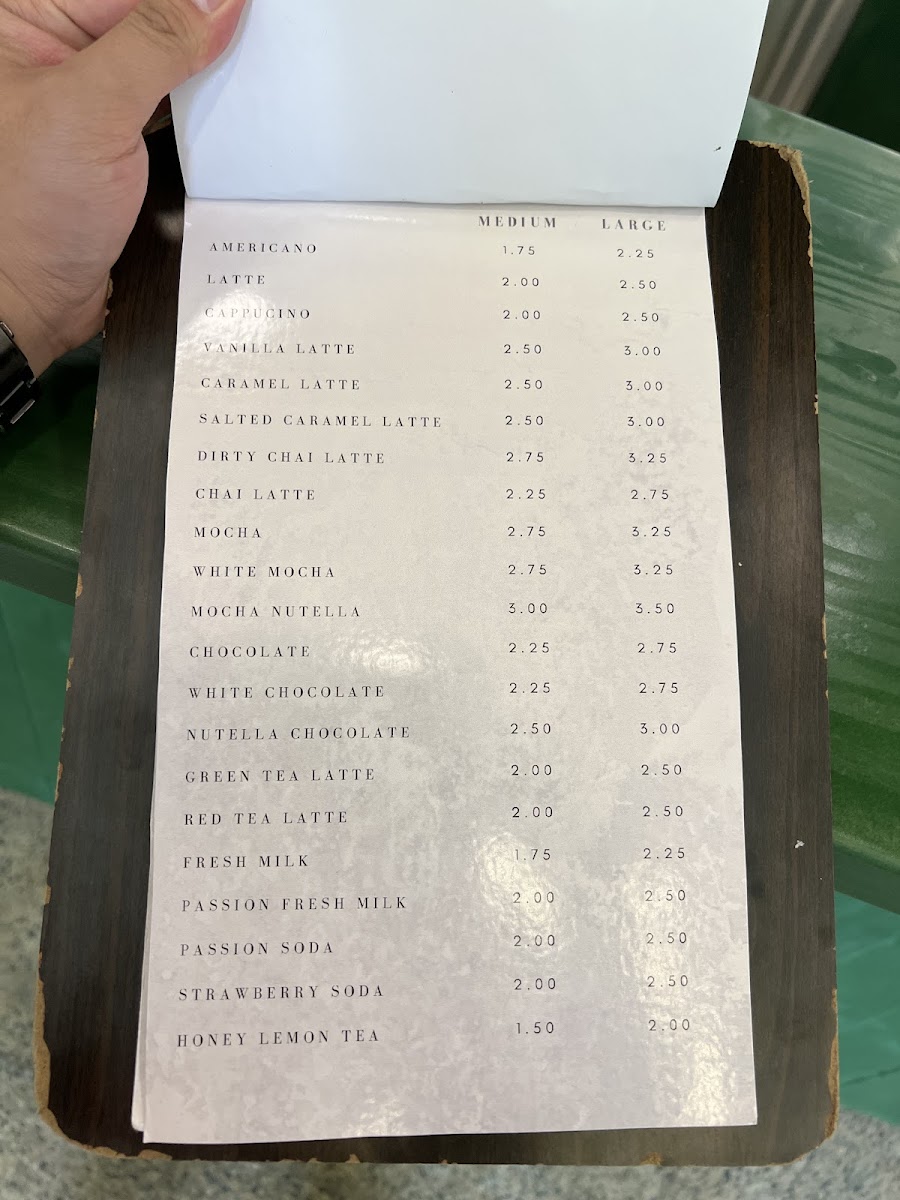 MEDIUM LARGE
AMERICANO 1.75 2.25
LATTE 2.00 2.50
CAPPUCINO 2.00 2.50
VANILLA LATTE 2.50 3.00
CARAMEL LATTE 2.50 3.00
SALTED CARAMEL LATTE 2.50 3.00
DIRTY CHAI LATTE 2.75 3.25
CHAI LATTE 2.25 2.75
MOCHA 2.75 3.25
WHITE MOCHA 2.75 3.25
MOCHA NUTELLA 3.00 3.50
CHOCOLATE 2.25 2.75
WHITE CHOCOLATE 2.25 2.75
NUTELLA CHOCOLATE 2.50 3.00
GREEN TEA LATTE 2.00 2.50
RED TEA LATTE 2.00 2.50
FRESH MILK 1.75 2.25
PASSION FRESH MILK 2.00 2.50
PASSION SODA 2.00 2.50
STRAWBERRY SODA 2.00 2.50
HONEY LEMON TEA 1.50 2.00